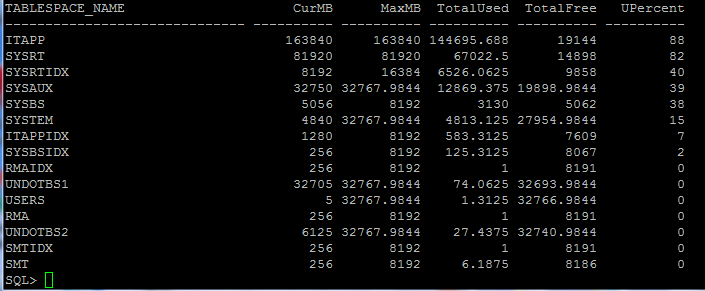 TABLESPACE_NAME CurMB MaxMB TotalUsed TotalFree UPercent
------------------------------ ---------- ---------- ---------- ---------- ----------
ITAPP 163840 163840 144695.688 19144 88
SYSRT 81920 81920 67022.5 14898 82
SYSRTIDX 8192 16384 6526.0625 9858 40
SYSAUX 32750 32767.9844 12869.375 19898.9844 39
SYSBS 5056 8192 3130 5062 38
SYSTEM 4840 32767.9844 4813.125 27954.9844 15
ITAPPIDX 1280 8192 583.3125 7609 7
SYSBSIDX 256 8192 125.3125 8067 2
RMAIDX 256 8192 1 8191 0
UNDOTBS1 32705 32767.9844 74.0625 32693.9844 0
USERS 5 32767.9844 1.3125 32766.9844 0
RMA 256 8192 1 8191 0
UNDOTBS2 6125 32767.9844 27.4375 32740.9844 0
SMTIDX 256 8192 1 8191 0
SMT 256 8192 6.1875 8186 0
SQL>